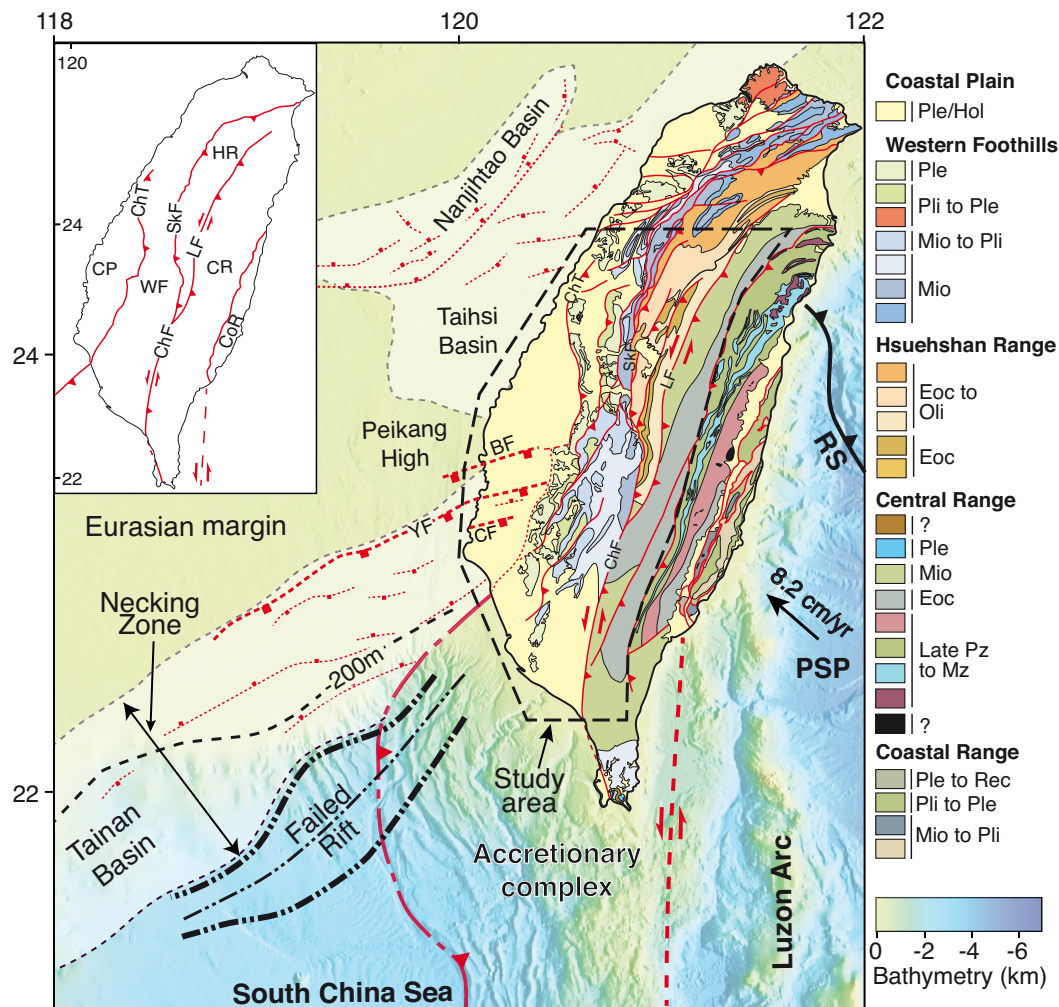 118
120
122
120
24
22
HR
ChT
SkF
LF
CP
WF
CR
ChF
CoR
24
22
Nanjihtao Basin
Taihsi
Basin
Peikang
High
BF
YF
CF
ChT
SkF
LF
ChF
Eurasian margin
Necking
Zone
-200m
Tainan
Basin
Failed
Rift
Study
area
Accretionary
complex
South China Sea
Luzon Arc
RS
8.2 cm/yr
PSP
Coastal Plain
Ple/Hol
Western Foothills
Ple
Pli to Ple
Mio to Pli
Mio
Hsuehshan Range
Eoc to
Oli
Eoc
Central Range
?
Ple
Mio
Eoc
Late Pz
to Mz
?
Coastal Range
Ple to Rec
Pli to Ple
Mio to Pli
0 -2 -4 -6
Bathymetry (km)